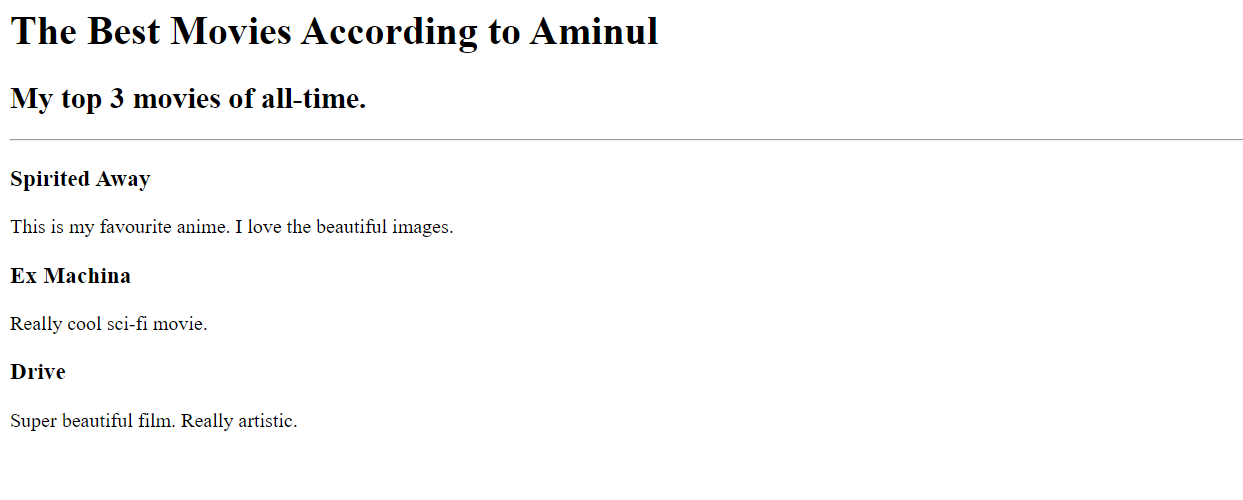 The Best Movies According to Aminul
My top 3 movies of all-time.
Spirited Away
This is my favourite anime. I love the beautiful images.
Ex Machina
Really cool sci-fi movie.
Drive
Super beautiful film. Really artistic.